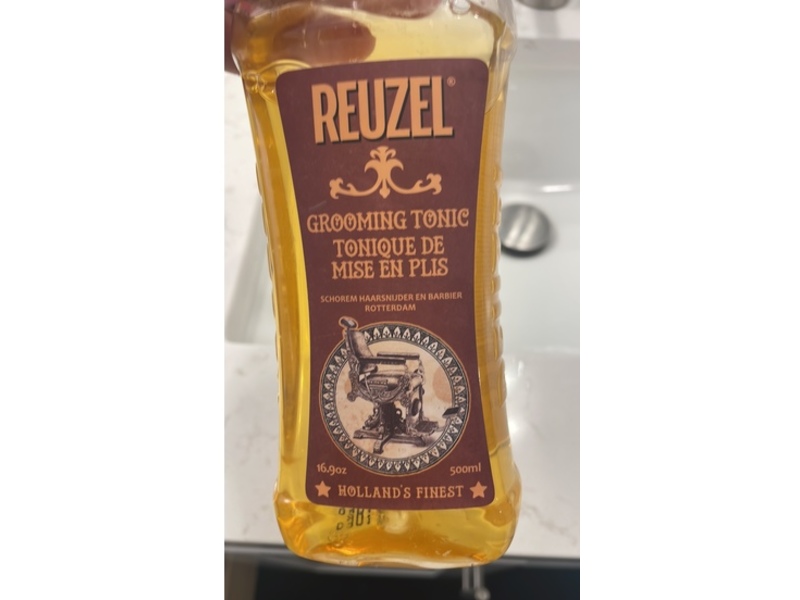 REUZEL®
GROOMING TONIC
TONIQUE DE
MISE EN PLIS
SCHOREM HAARSNIJDER EN BARBIER
ROTTERDAM
16.9oz 500ml
HOLLAND'S FINEST